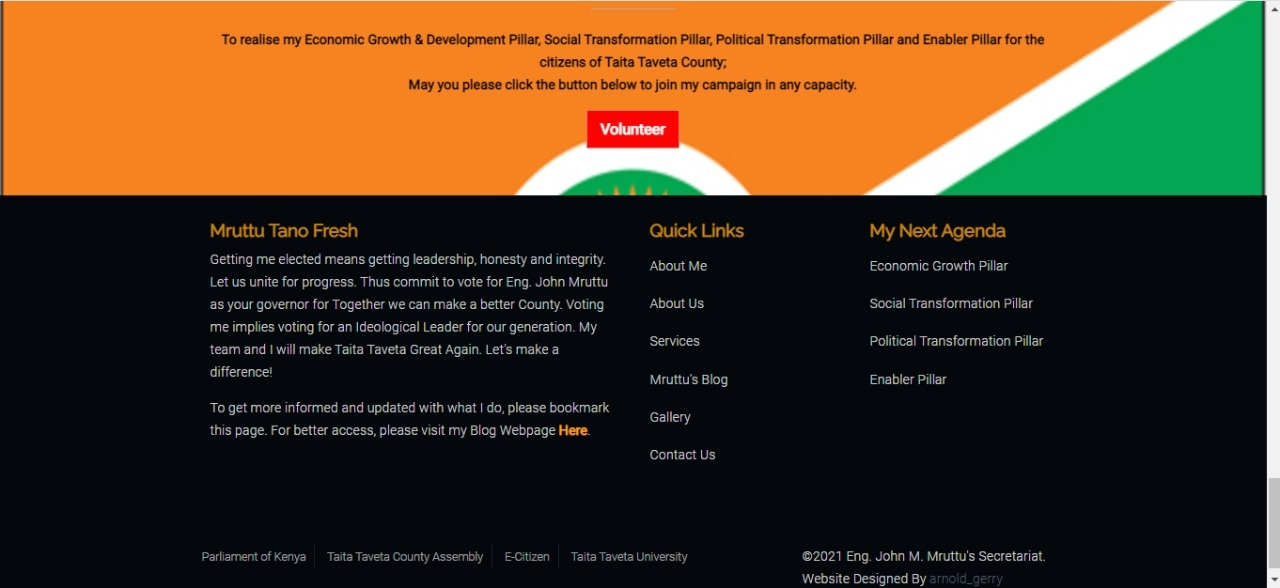 To realise my Economic Growth & Development Pillar, Social Transformation Pillar, Political Transformation Pillar and Enabler Pillar for the
citizens of Taita Taveta County;
May you please click the button below to join my campaign in any capacity.
Volunteer
Mruttu Tano Fresh
Getting me elected means getting leadership, honesty and integrity.
Let us unite for progress. Thus commit to vote for Eng. John Mruttu
as your governor for Together we can make a better County. Voting
me implies voting for an Ideological Leader for our generation. My
team and I will make Taita Taveta Great Again. Let's make a
difference!
To get more informed and updated with what I do, please bookmark
this page. For better access, please visit my Blog Webpage Here.
Quick Links
About Me
About Us
Services
Mruttu's Blog
Gallery
Contact Us
My Next Agenda
Economic Growth Pillar
Social Transformation Pillar
Political Transformation Pillar
Enabler Pillar
Parliament of Kenya
Taita Taveta County Assembly
E-Citizen
Taita Taveta University
©2021 Eng. John M. Mruttu's Secretariat.
Website Designed By arnold_gerry